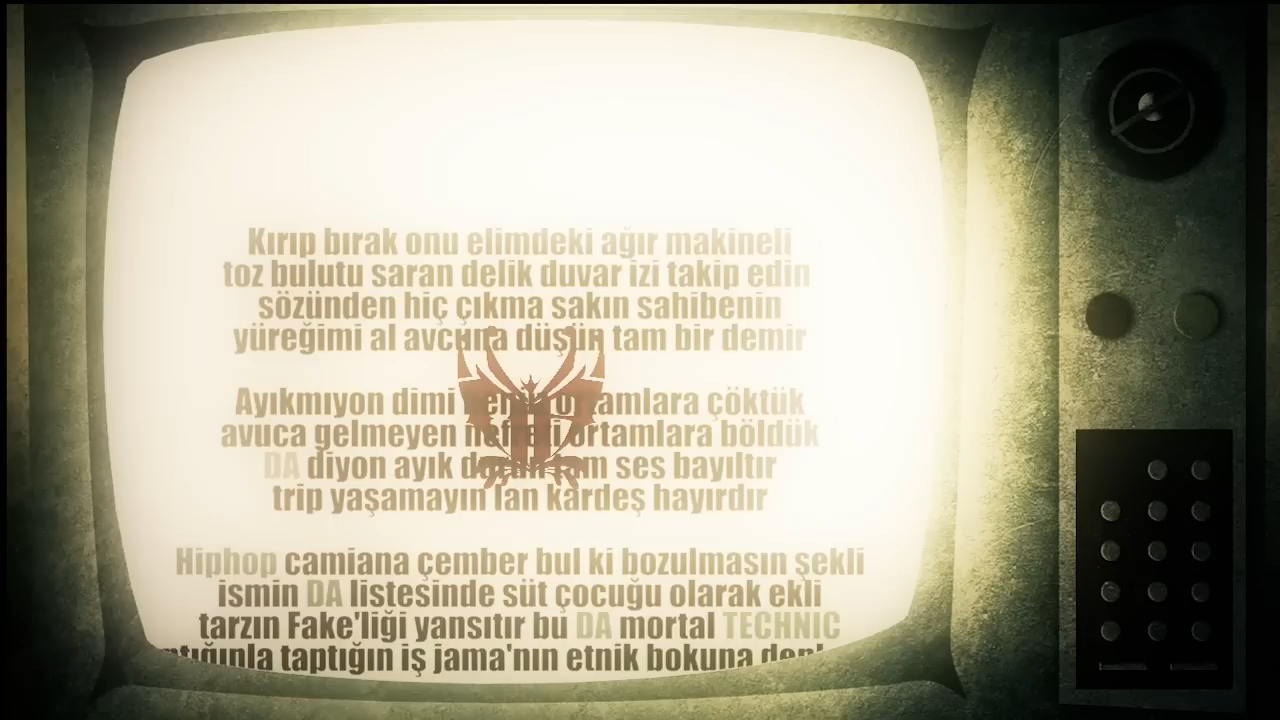 Kırıp bırak onu elimdeki ağır makineli
toz bulutu saran delik duvar izi takip edin
sözünden hiç çıkma sakın sahibenin
yüreğimi al avcuna düşün tam bir demir
Ayıkmıyon dimi ortamlara çöktük
avuca gelmeyen nefreti ortamlara böldük
DA diyon ayık tam ses bayıltır
trip yaşamayın lan kardeş hayırdır
Hiphop camiana çember bul ki bozulmasın şekli
ismin DA listesinde süt çocuğu olarak ekli
tarzın Fake'liği yansıtır bu DA mortal TECHNIC
taptığın iş jama'nın etnik bokuna